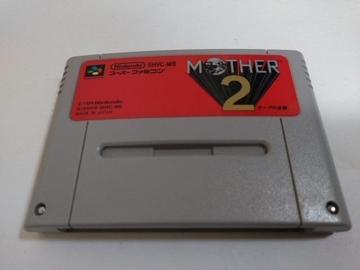 Nintendo SHVC-MB
スーパーファミコン
MOTHER
2
ギーグの逆襲
© 1994 Nintendo
MADE IN JAPAN